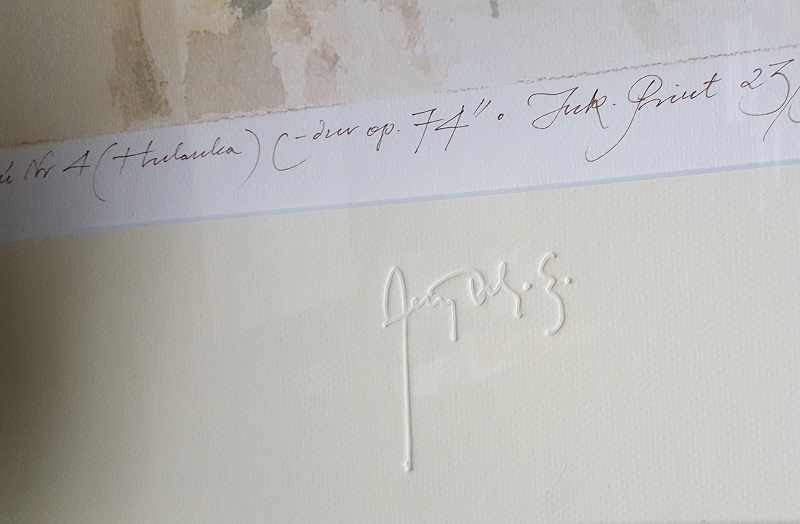 Nr 4 (Hulanka) C-dur op. 74" . Ink. Print 23/